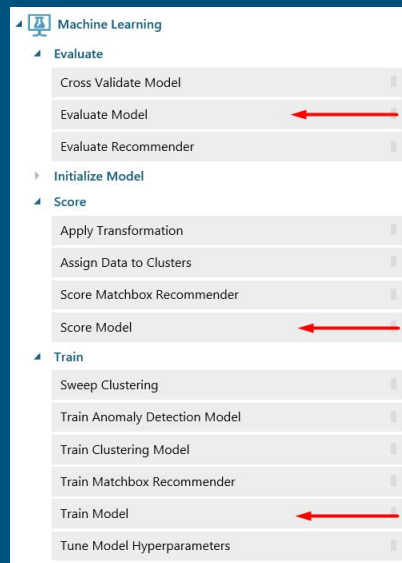 Machine Learning
Evaluate
Cross Validate Model
Evaluate Model
Evaluate Recommender
Initialize Model
Score
Apply Transformation
Assign Data to Clusters
Score Matchbox Recommender
Score Model
Train
Sweep Clustering
Train Anomaly Detection Model
Train Clustering Model
Train Matchbox Recommender
Train Model
Tune Model Hyperparameters